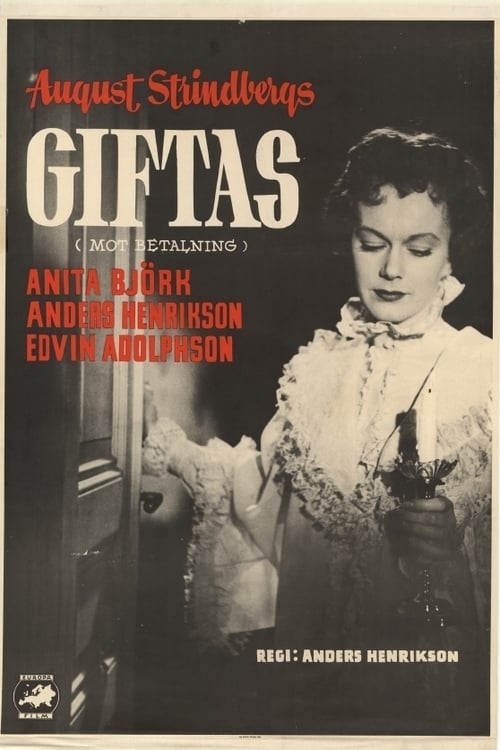 August Strindbergs
GIFTAS
( MOT BETALNING )
ANITA BJÖRK
ANDERS HENRIKSON
EDVIN ADOLPHSON
REGI: ANDERS HENRIKSON
EUROPA
FILM